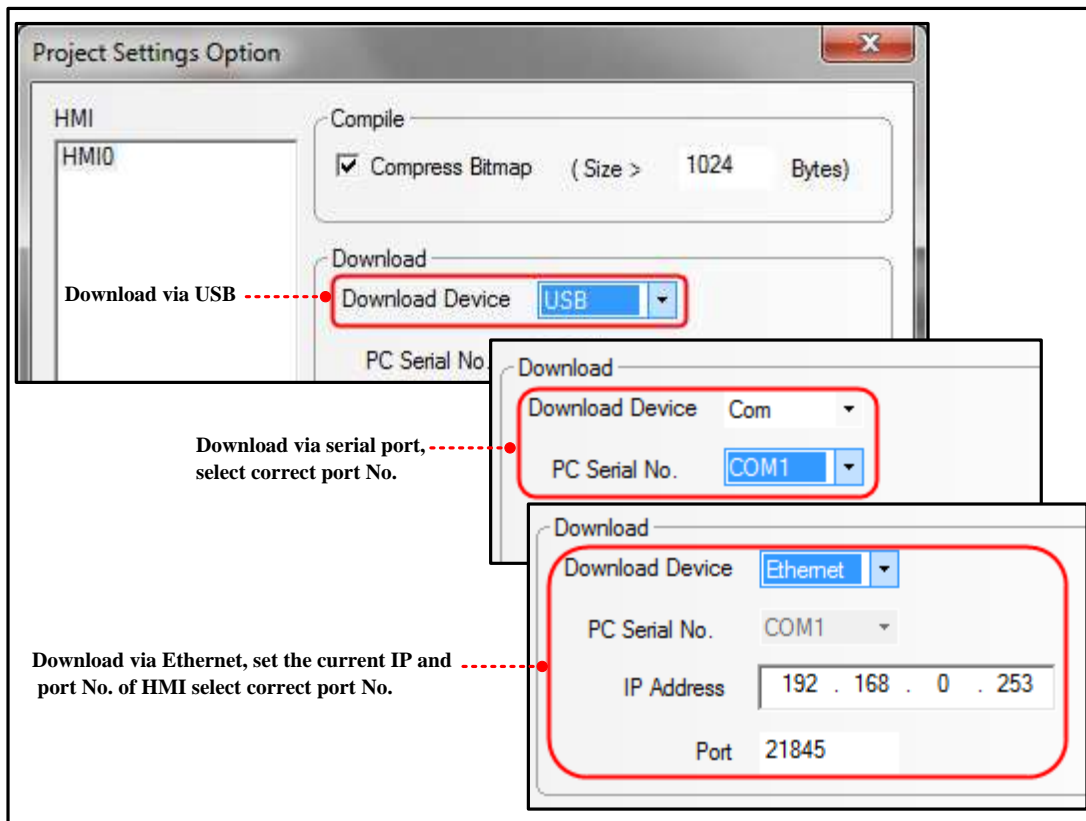 Project Settings Option
HMI
HMI0
Compile
Compress Bitmap ( Size > 1024 Bytes)
Download
Download via USB
Download Device USB
PC Serial No.
Download
Download Device Com
Download via serial port,
select correct port No.
PC Serial No. COM1
Download
Download Device Ethernet
PC Serial No. COM1
Download via Ethernet, set the current IP and
port No. of HMI select correct port No.
IP Address 192 . 168 . 0 . 253
Port 21845